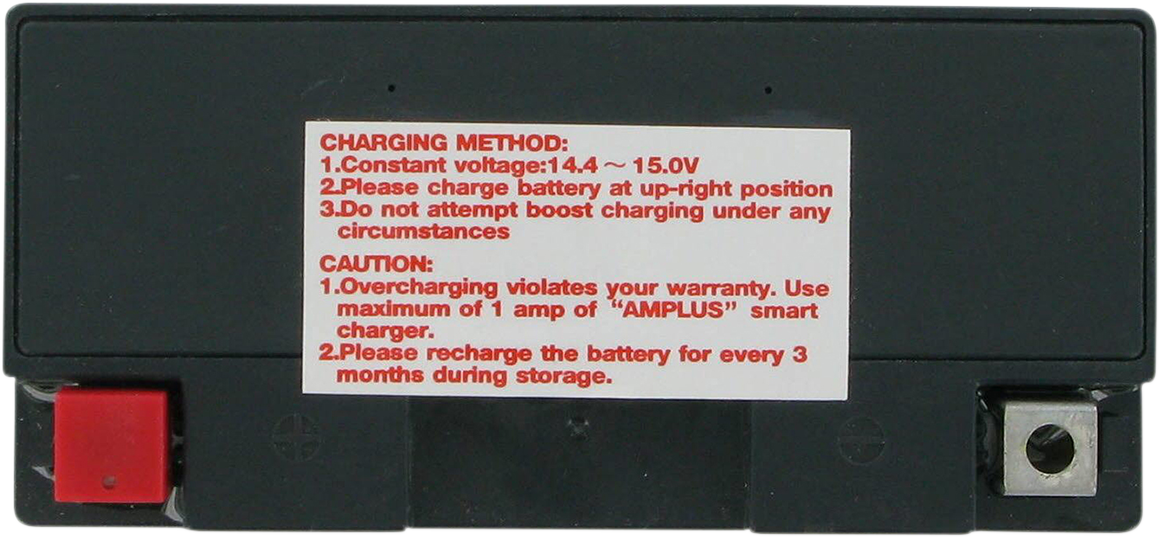 CHARGING METHOD:
1.Constant voltage:14.4 ~ 15.0V
2.Please charge battery at up-right position
3.Do not attempt boost charging under any
circumstances
CAUTION:
1.Overcharging violates your warranty. Use
maximum of 1 amp of "AMPLUS" smart
charger.
2.Please recharge the battery for every 3
months during storage.